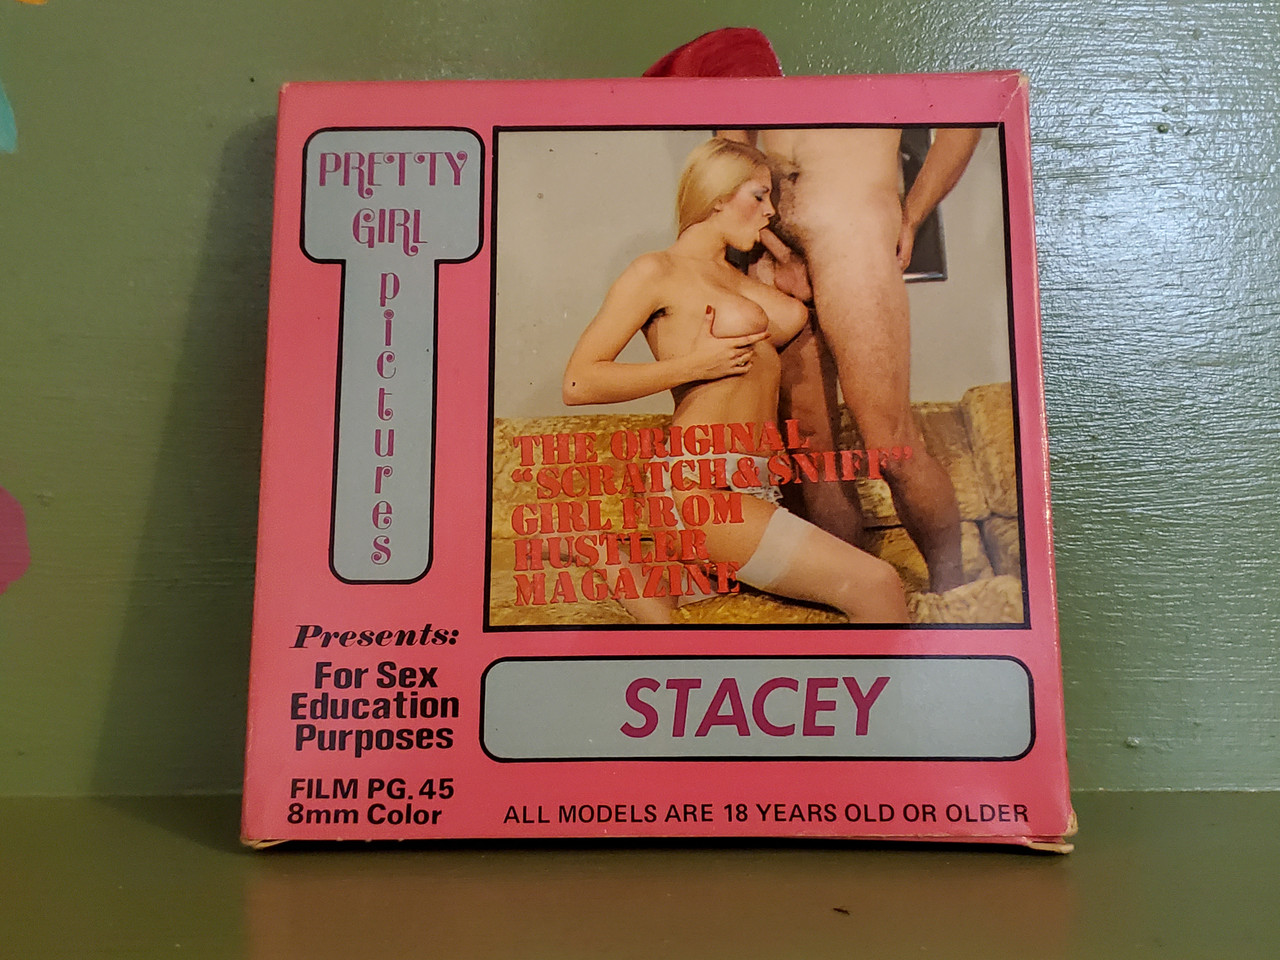 PRETTY
GIRL
pictures
THE ORIGINAL
“SCRATCH & SNIFF”
GIRL FROM
HUSTLER
MAGAZINE
Presents:
For Sex
Education
Purposes
STACEY
FILM PG. 45
8mm Color
ALL MODELS ARE 18 YEARS OLD OR OLDER